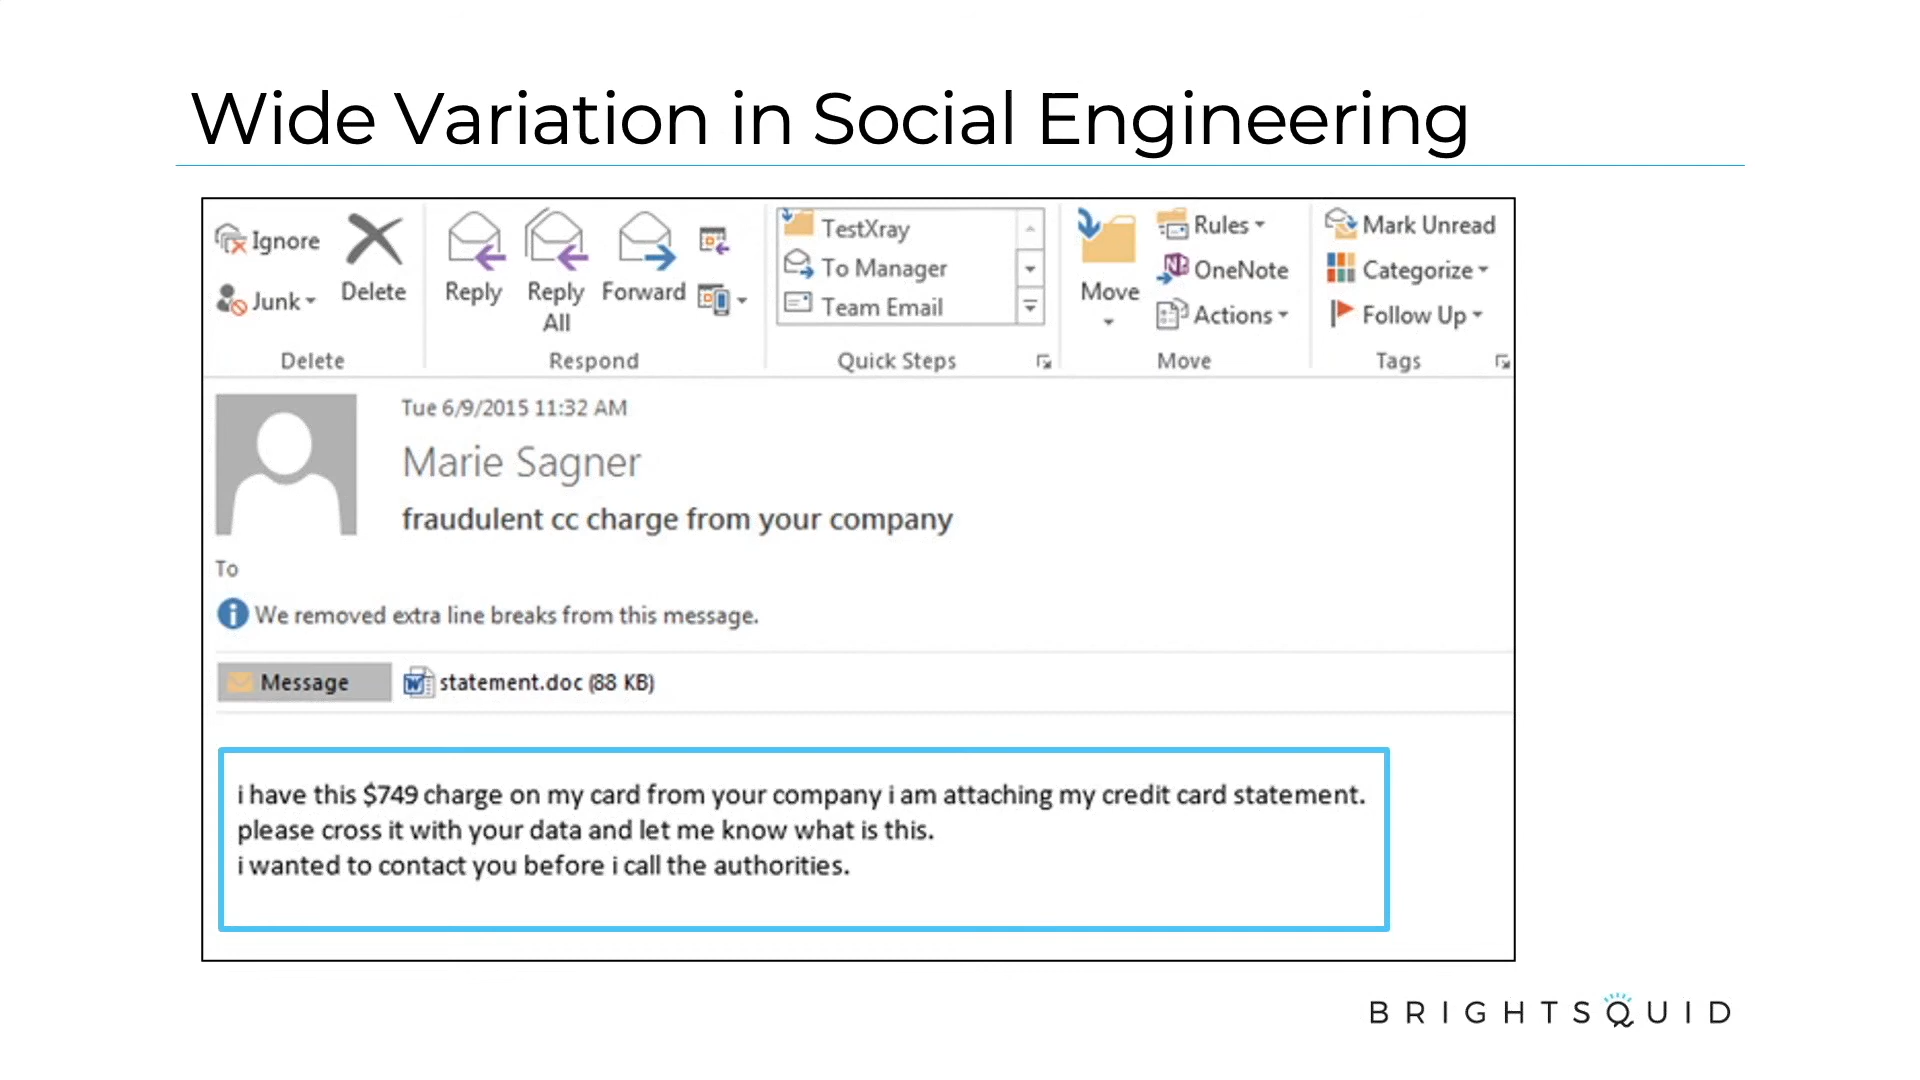 Wide Variation in Social Engineering
Ignore
Junk
Delete
Delete
Reply
Reply All
Forward
Respond
TestXray
To Manager
Team Email
Quick Steps
Move
Rules
OneNote
Actions
Move
Mark Unread
Categorize
Follow Up
Tags
Tue 6/9/2015 11:32 AM
Marie Sagner
fraudulent cc charge from your company
To
We removed extra line breaks from this message.
Message statement.doc (88 KB)
i have this $749 charge on my card from your company i am attaching my credit card statement.
please cross it with your data and let me know what is this.
i wanted to contact you before i call the authorities.
BRIGHTSQUID